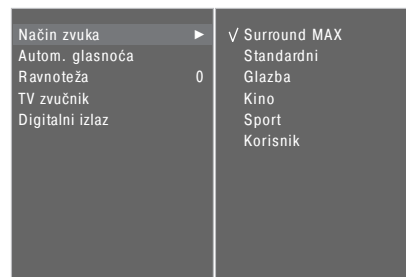 Način zvuka ►
Autom. glasnoća
Ravnoteža 0
TV zvučnik
Digitalni izlaz
√ Surround MAX
Standardni
Glazba
Kino
Sport
Korisnik